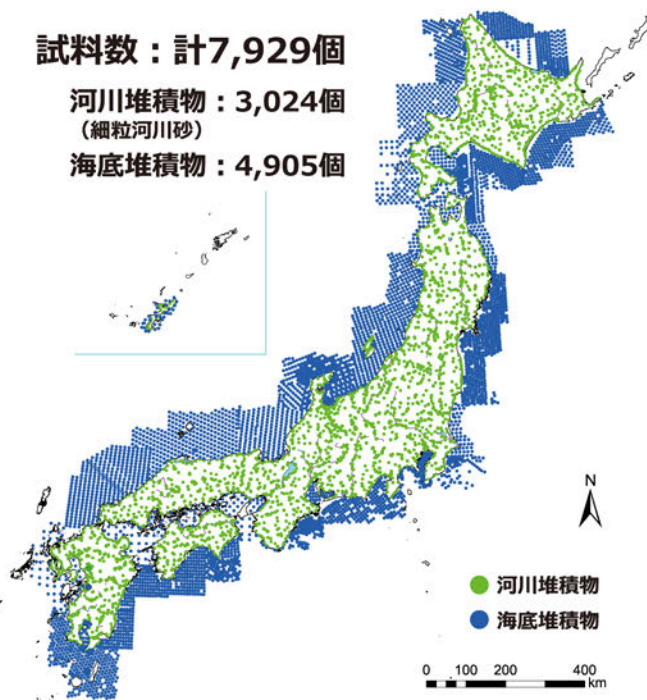 試料数：計7,929個
河川堆積物：3,024個
（細粒河川砂）
海底堆積物：4,905個
N
河川堆積物
海底堆積物
0 100 200 400
km